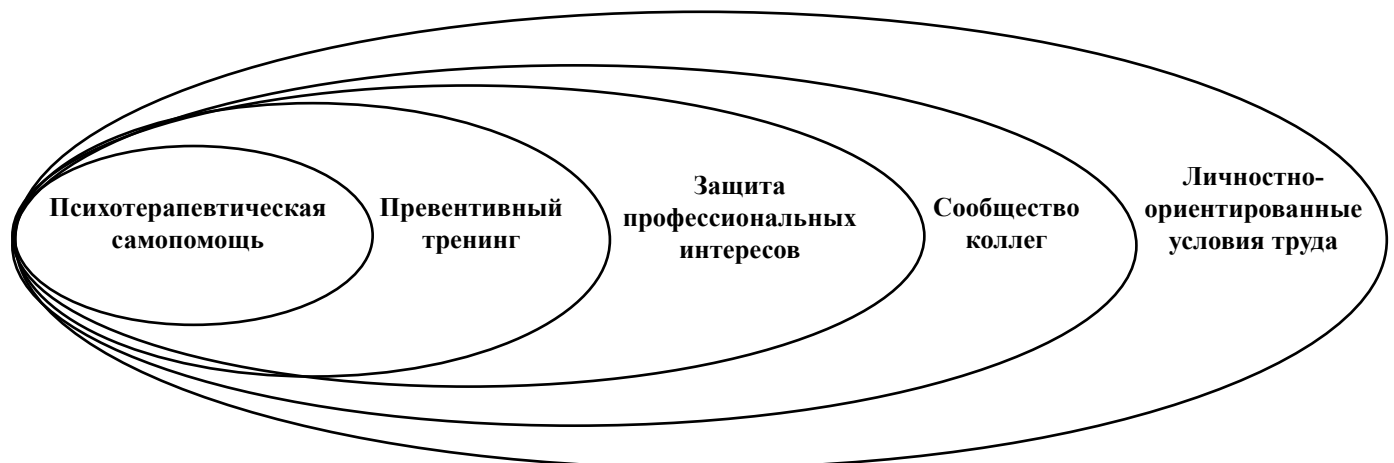 Психотерапевтическая
самопомощь
Превентивный
тренинг
Защита
профессиональных
интересов
Сообщество
коллег
Личностно-
ориентированные
условия труда